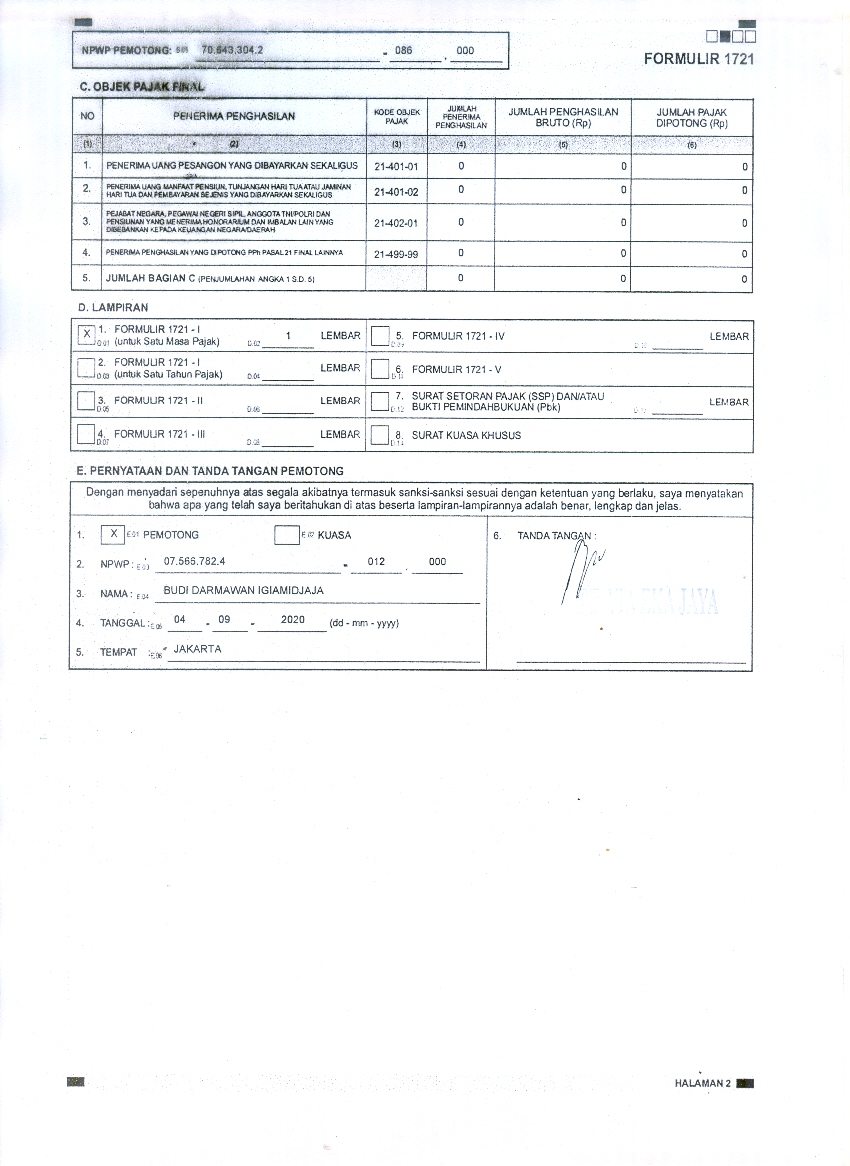 NPWP PEMOTONG: 70.643.304.2 - 086 . 000
FORMULIR 1721
C. OBJEK PAJAK FINAL
NO PENERIMA PENGHASILAN KODE OBJEK PAJAK JUMLAH PENERIMA PENGHASILAN JUMLAH PENGHASILAN BRUTO (Rp) JUMLAH PAJAK DIPOTONG (Rp)
(1) (2) (3) (4) (5) (6)
1. PENERIMA UANG PESANGON YANG DIBAYARKAN SEKALIGUS 21-401-01 0 0 0
2. PENERIMA UANG MANFAAT PENSIUN, TUNJANGAN HARI TUA ATAU JAMINAN
HARI TUA DAN PEMBAYARAN SEJENIS YANG DIBAYARKAN SEKALIGUS 21-401-02 0 0 0
3. PEJABAT NEGARA, PEGAWAI NEGERI SIPIL, ANGGOTA TNI/POLRI DAN
PENSIUNAN YANG MENERIMA HONORARIUM DAN IMBALAN LAIN YANG
DIBEBANKAN KEPADA KEUANGAN NEGARA/DAERAH 21-402-01 0 0 0
4. PENERIMA PENGHASILAN YANG DIPOTONG PPh PASAL 21 FINAL LAINNYA 21-499-99 0 0 0
5. JUMLAH BAGIAN C (PENJUMLAHAN ANGKA 1 S.D. 5) 0 0 0
D. LAMPIRAN
X 1. FORMULIR 1721 - I
D.01 (untuk Satu Masa Pajak) D.02 1 LEMBAR
5. FORMULIR 1721 - IV LEMBAR
2. FORMULIR 1721 - I
D.03 (untuk Satu Tahun Pajak) D.04 LEMBAR
6. FORMULIR 1721 - V
D.11
3. FORMULIR 1721 - II
D.05 D.06 LEMBAR
7. SURAT SETORAN PAJAK (SSP) DAN/ATAU
D.12 BUKTI PEMINDAHBUKUAN (Pbk) LEMBAR
4. FORMULIR 1721 - III
D.07 D.08 LEMBAR
8. SURAT KUASA KHUSUS
D.14
E. PERNYATAAN DAN TANDA TANGAN PEMOTONG
Dengan menyadari sepenuhnya atas segala akibatnya termasuk sanksi-sanksi sesuai dengan ketentuan yang berlaku, saya menyatakan
bahwa apa yang telah saya beritahukan di atas beserta lampiran-lampirannya adalah benar, lengkap dan jelas.
1. X E.01 PEMOTONG E.02 KUASA
2. NPWP : E.03 07.566.782.4 - 012 . 000
3. NAMA : E.04 BUDI DARMAWAN IGIAMIDJAJA
4. TANGGAL : E.05 04 - 09 - 2020 (dd - mm - yyyy)
5. TEMPAT : E.06 JAKARTA
6. TANDA TANGAN :
EKA JAYA
HALAMAN 2